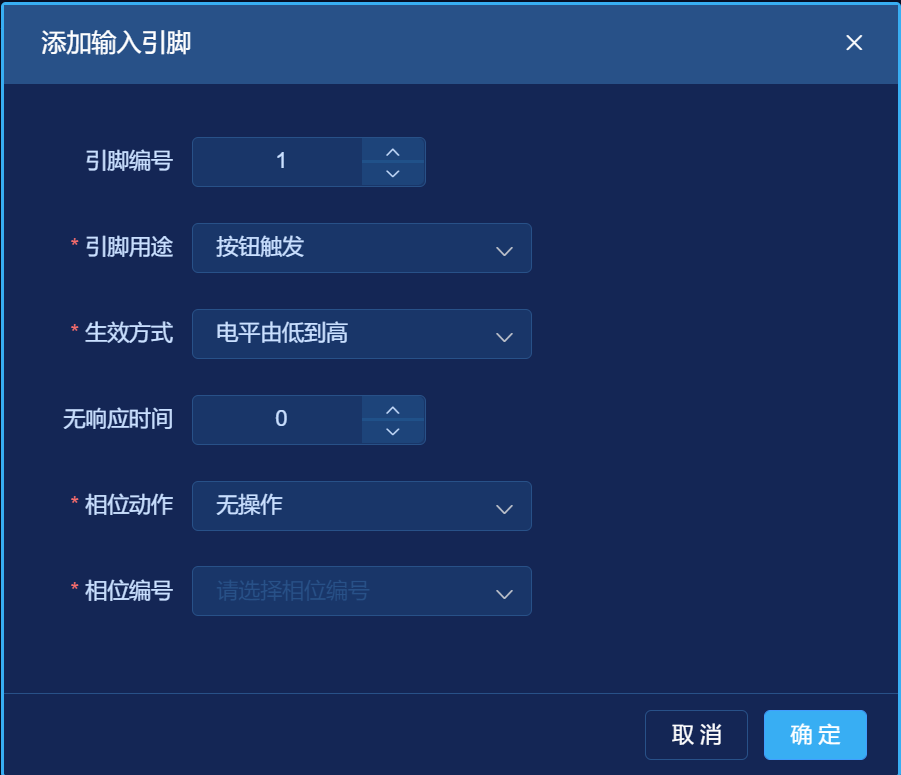 添加输入引脚
引脚编号 1
* 引脚用途 按钮触发
* 生效方式 电平由低到高
无响应时间 0
* 相位动作 无操作
* 相位编号 请选择相位编号
取消 确定